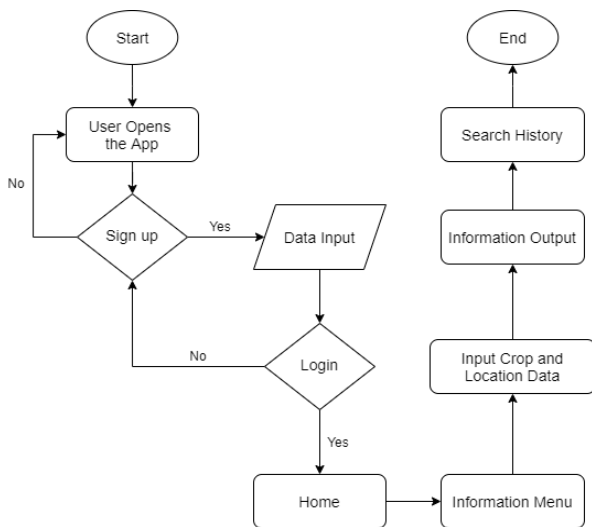 Start
End
User Opens
the App
Search History
No
Sign up
Yes
Data Input
Information Output
No
Login
Input Crop and
Location Data
Yes
Home
Information Menu